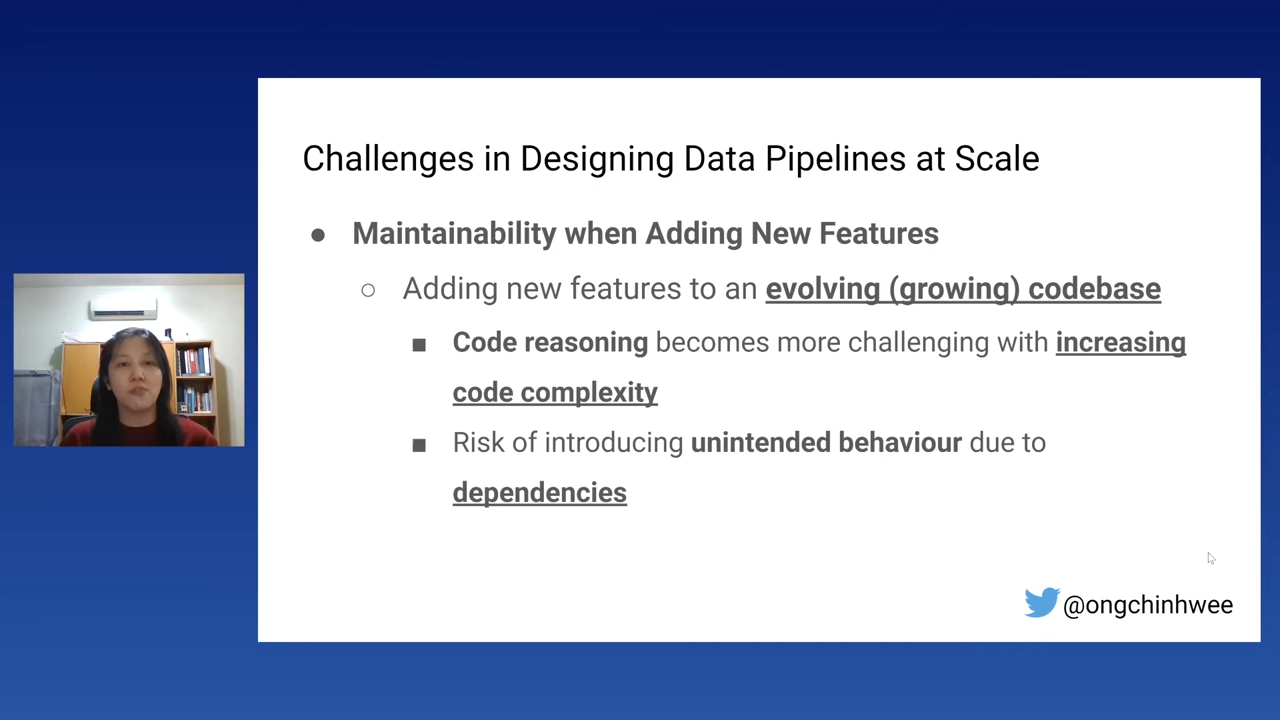 Challenges in Designing Data Pipelines at Scale
● Maintainability when Adding New Features
○ Adding new features to an evolving (growing) codebase
■ Code reasoning becomes more challenging with increasing
code complexity
■ Risk of introducing unintended behaviour due to
dependencies
@ongchinhwee